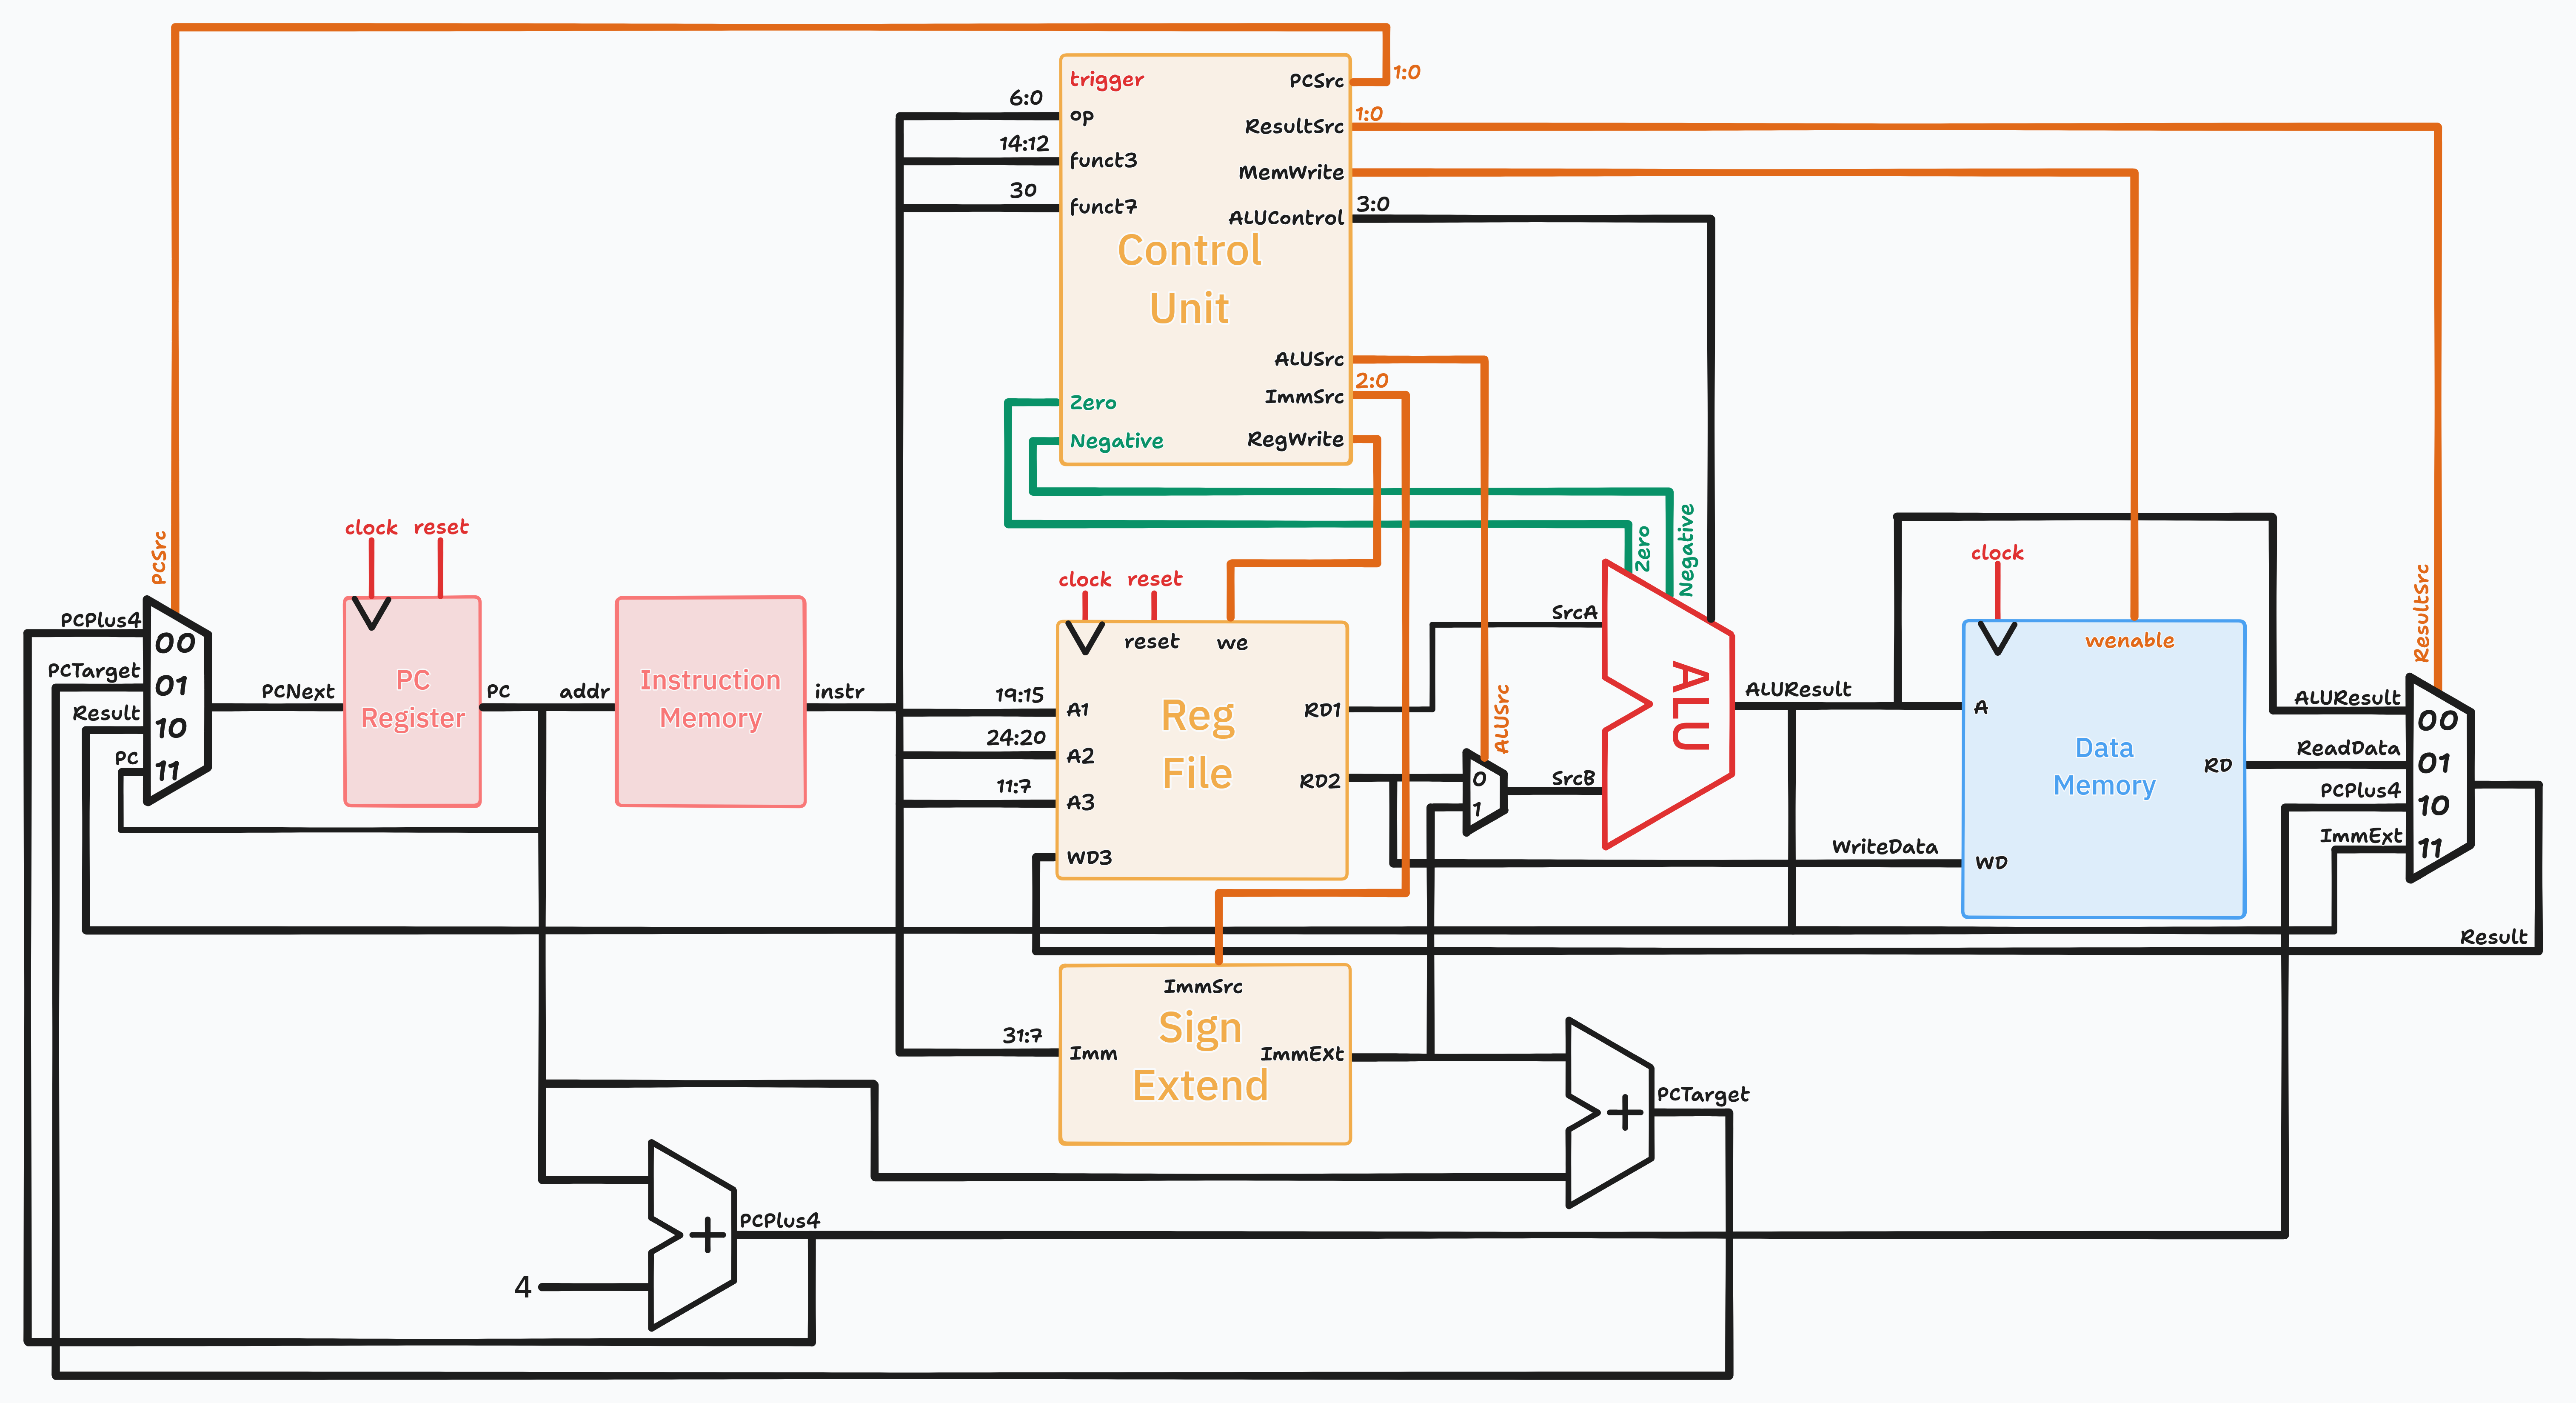 1:0
trigger
PCSrc
6:0
op
1:0
ResultSrc
14:12
funct3
MemWrite
30
funct7
3:0
ALUControl
Control
Unit
ALUSrc
2:0
ImmSrc
Zero
Negative
RegWrite
PCSrc
clock
reset
Zero
Negative
clock
reset
clock
ResultSrc
PCPlus4
00
PCTarget
01
Result
10
PC
11
PCNext
PC
Register
PC
addr
Instruction
Memory
instr
reset
we
19:15
A1
24:20
A2
11:7
A3
WD3
Reg
File
RD1
RD2
ALUSrc
0
1
SrcA
SrcB
ALU
ALUResult
wenable
A
Data
Memory
RD
WriteData
WD
ALUResult
00
ReadData
01
PCPlus4
10
ImmExt
11
Result
ImmSrc
31:7
Imm
Sign
Extend
ImmExt
+
PCTarget
+
PCPlus4
4